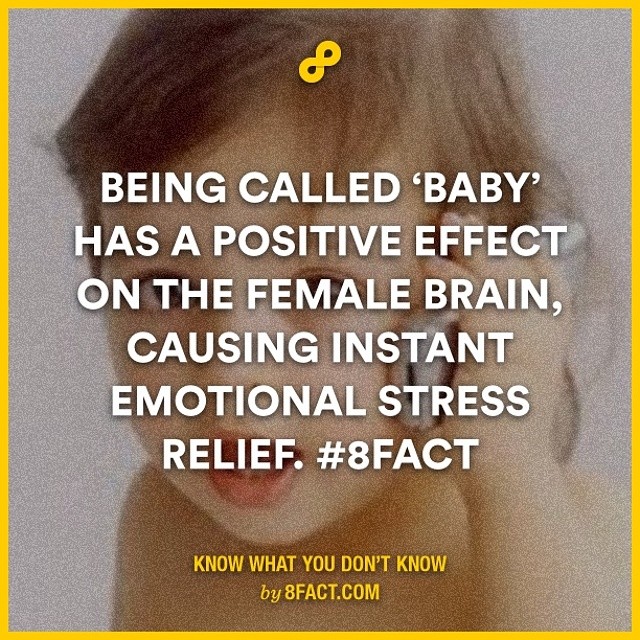 BEING CALLED ‘BABY’
HAS A POSITIVE EFFECT
ON THE FEMALE BRAIN,
CAUSING INSTANT
EMOTIONAL STRESS
RELIEF. #8FACT
KNOW WHAT YOU DON'T KNOW
by 8FACT.COM